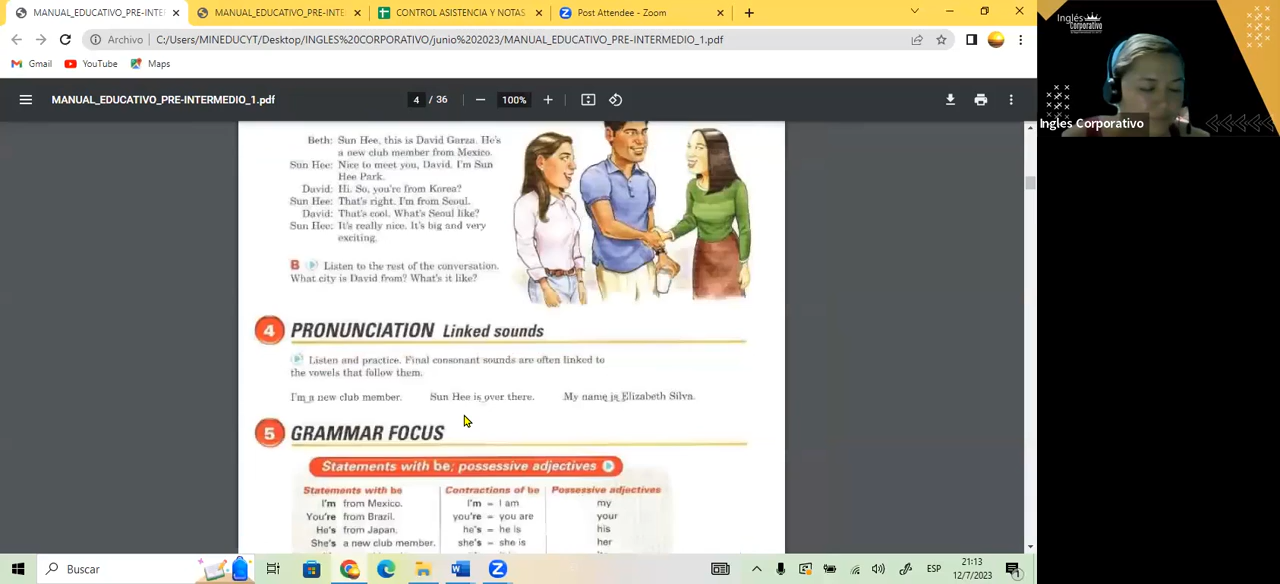 MANUAL_EDUCATIVO_PRE-INTERM
MANUAL_EDUCATIVO_PRE-INTE
CONTROL ASISTENCIA Y NOTAS
Post Attendee - Zoom
Archivo
C:/Users/MINEDUCYT/Desktop/INGLES%20CORPORATIVO/junio%202023/MANUAL_EDUCATIVO_PRE-INTERMEDIO_1.pdf
Gmail
YouTube
Maps
MANUAL_EDUCATIVO_PRE-INTERMEDIO_1.pdf
4 / 36
100%
Inglés
Corporativo
Ingles Corporativo
Beth: Sun Hee, this is David Garza. He's
a new club member from Mexico.
Sun Hee: Nice to meet you, David. I'm Sun
Hee Park.
David: Hi. So, you're from Korea?
Sun Hee: That's right. I'm from Seoul.
David: That's cool. What's Seoul like?
Sun Hee: It's really nice. It's big and very
exciting.
B Listen to the rest of the conversation.
What city is David from? What's it like?
4 PRONUNCIATION Linked sounds
Listen and practice. Final consonant sounds are often linked to
the vowels that follow them.
I'm a new club member. Sun Hee is over there. My name is Elizabeth Silva.
5 GRAMMAR FOCUS
Statements with be; possessive adjectives
Statements with be Contractions of be Possessive adjectives
I'm from Mexico. I'm = I am my
You're from Brazil. you're = you are your
He's from Japan. he's = he is his
She's a new club member. she's = she is her
Buscar
ESP
21:13
12/7/2023
1